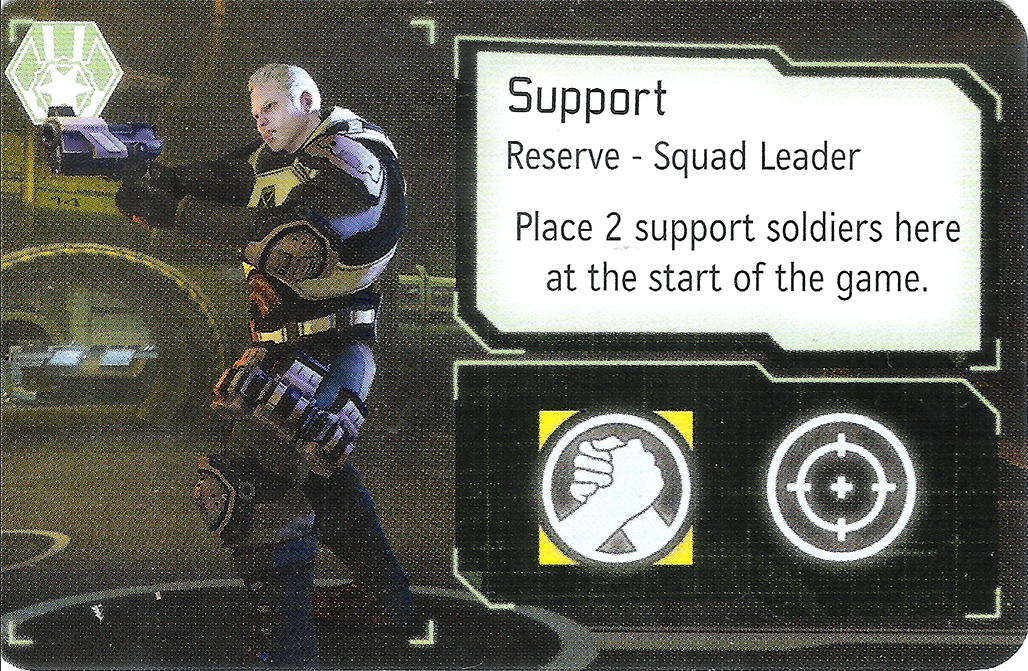 Support
Reserve - Squad Leader
Place 2 support soldiers here
at the start of the game.